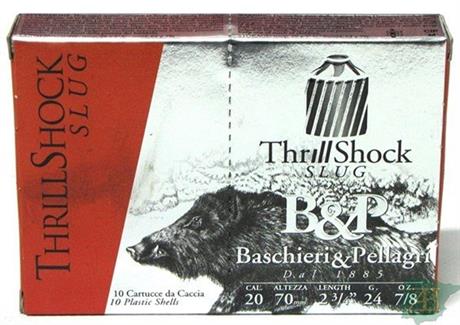 THRILLSHOCK
SLUG
10 Cartucce da Caccia
10 Plastic Shells
ThrillShock
SLUG
B&P
Baschieri & Pellagri
Dal 1885
CAL. ALTEZZA LENGTH G. OZ.
20 70mm 2 3/4" 24 7/8